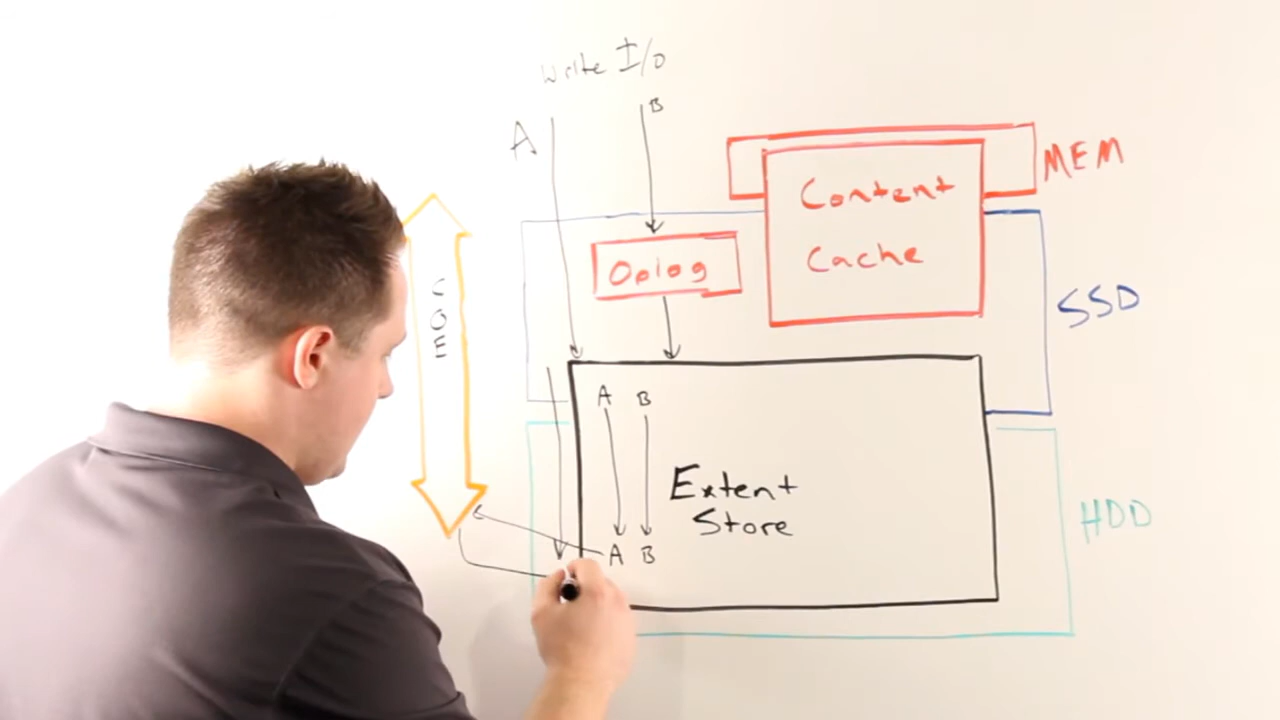 Write I/O
A
B
MEM
Content
Cache
Oplog
SSD
A B
Extent
Store
HDD
A B